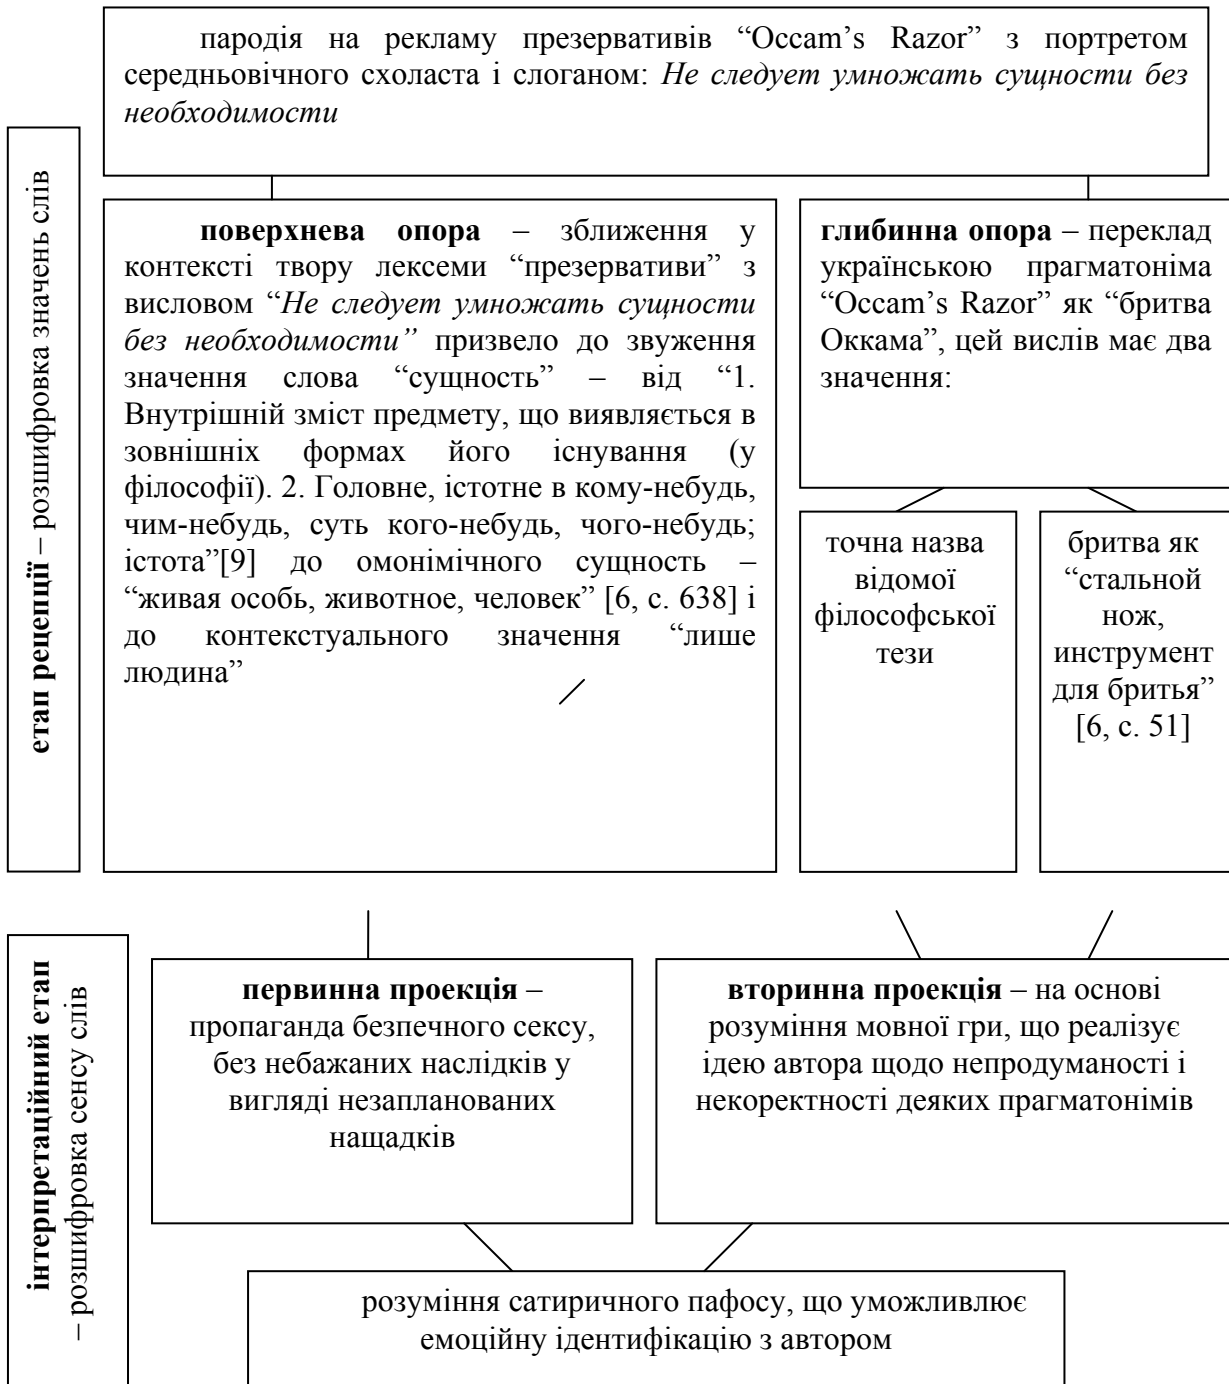 пародія на рекламу презервативів “Occam’s Razor” з портретом
середньовічного схоласта і слоганом: Не следует умножать сущности без
необходимости
етап рецепції – розшифровка значень слів
поверхнева опора – зближення у
контексті твору лексеми “презервативи” з
висловом “Не следует умножать сущности
без необходимости” призвело до звуження
значення слова “сущность” – від “1.
Внутрішній зміст предмету, що виявляється в
зовнішніх формах його існування (у
філософії). 2. Головне, істотне в кому-небудь,
чим-небудь, суть кого-небудь, чого-небудь;
істота”[9] до омонімічного сущность –
“живая особь, животное, человек” [6, с. 638] і
до контекстуального значення “лише
людина”
глибинна опора – переклад
українською прагматоніма
“Occam’s Razor” як “бритва
Оккама”, цей вислів має два
значення:
точна назва
відомої
філософської
тези
бритва як
“стальной
нож,
инструмент
для бритья”
[6, с. 51]
інтерпретаційний етап
– розшифровка сенсу слів
первинна проекція –
пропаганда безпечного сексу,
без небажаних наслідків у
вигляді незапланованих
нащадків
вторинна проекція – на основі
розуміння мовної гри, що реалізує
ідею автора щодо непродуманості і
некоректності деяких прагматонімів
розуміння сатиричного пафосу, що уможливлює
емоційну ідентифікацію з автором